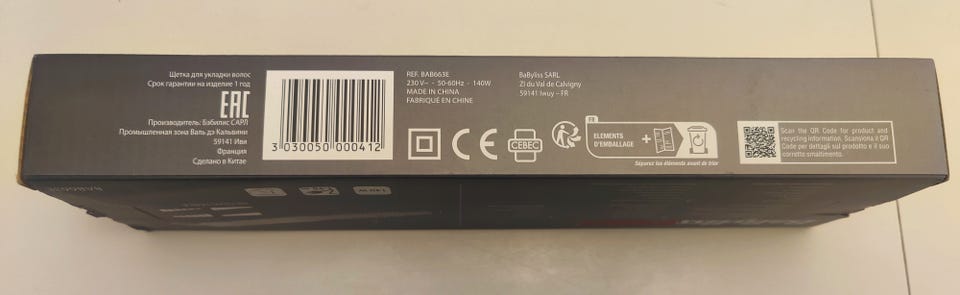 Щетка для укладки волос
Срок гарантии на изделие 1 год
EAC
Производитель: Бэбилис САРЛ
Промышленная зона Валь дэ Кальвини
59141 Иви
Франция
Сделано в Китае
3 030050 000412
REF. BAB663E
230 V~ - 50-60Hz - 140W
MADE IN CHINA
FABRIQUÉ EN CHINE
CE
CEBEC
BaByliss SARL
ZI du Val de Calvigny
59141 Iwuy – FR
FR
ELEMENTS
D'EMBALLAGE
+
Séparez les éléments avant de trier
Scan the QR Code for product and
recycling information. Scansiona il QR
Code per dettagli sul prodotto e il suo
corretto smaltimento.
BAB663E